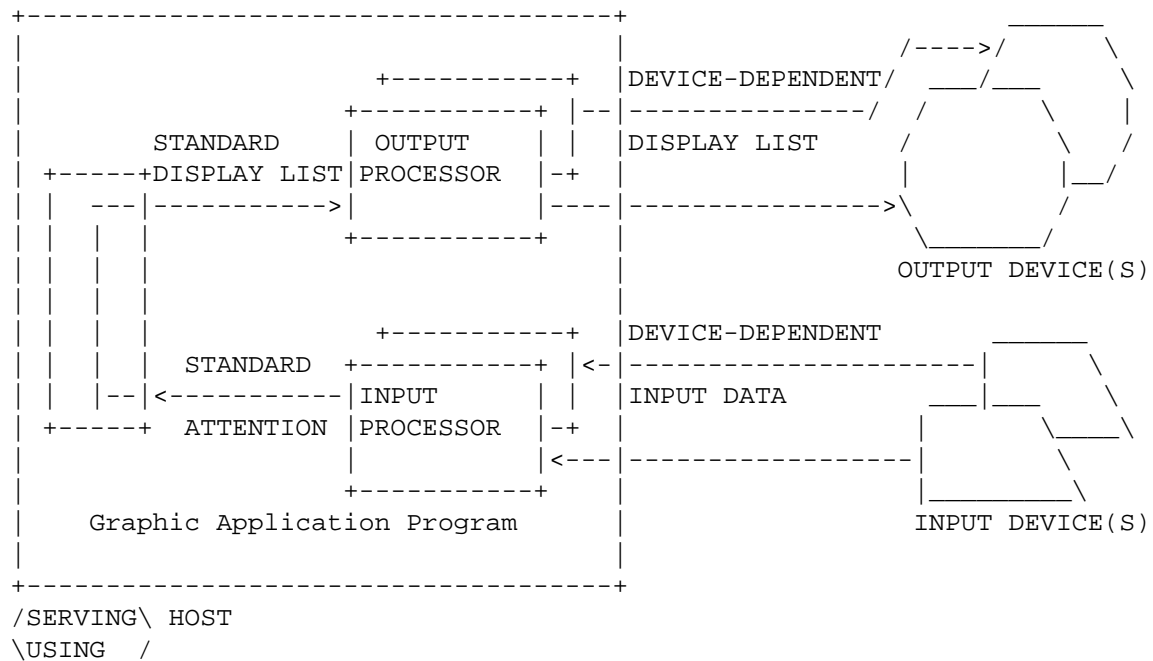 DEVICE-DEPENDENT
STANDARD OUTPUT DISPLAY LIST
DISPLAY LIST PROCESSOR
OUTPUT DEVICE(S)
DEVICE-DEPENDENT
STANDARD
INPUT INPUT DATA
ATTENTION PROCESSOR
Graphic Application Program INPUT DEVICE(S)
/SERVING\ HOST
\USING /